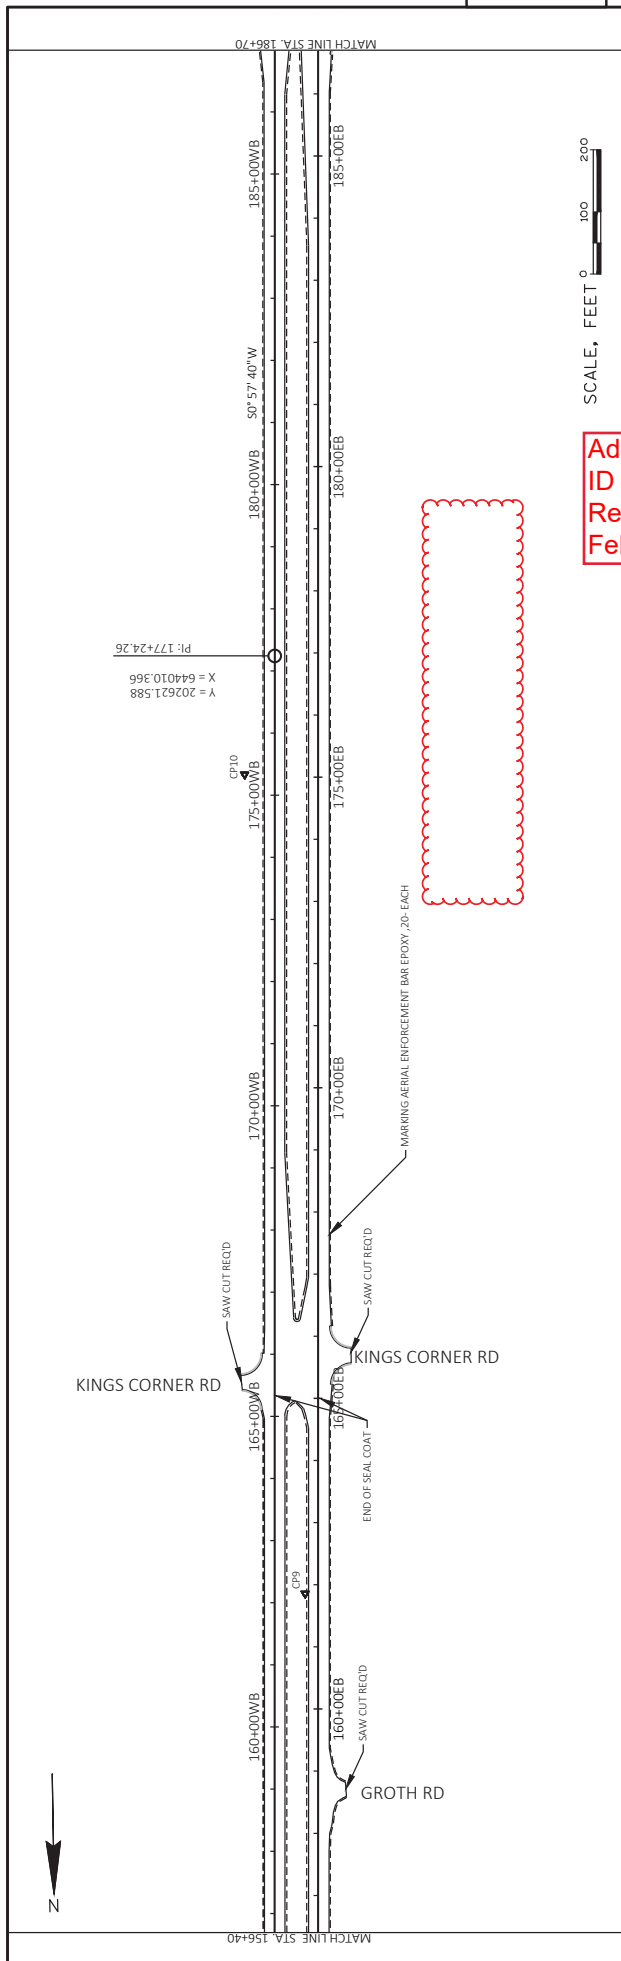 MATCH LINE STA. 186+70
185+00WB
185+00EB
S0° 57' 40"W
180+00WB
180+00EB
PI: 177+24.26
X = 644010.366
Y = 202621.588
CP10
175+00WB
175+00EB
MARKING AERIAL ENFORCEMENT BAR EPOXY ,20- EACH
170+00WB
170+00EB
SAW CUT REQ'D
SAW CUT REQ'D
KINGS CORNER RD
KINGS CORNER RD
165+00WB
165+00EB
END OF SEAL COAT
CP9
160+00WB
160+00EB
SAW CUT REQ'D
GROTH RD
N
MATCH LINE STA. 156+40
SCALE, FEET
0 100 200
Ad
ID
Re